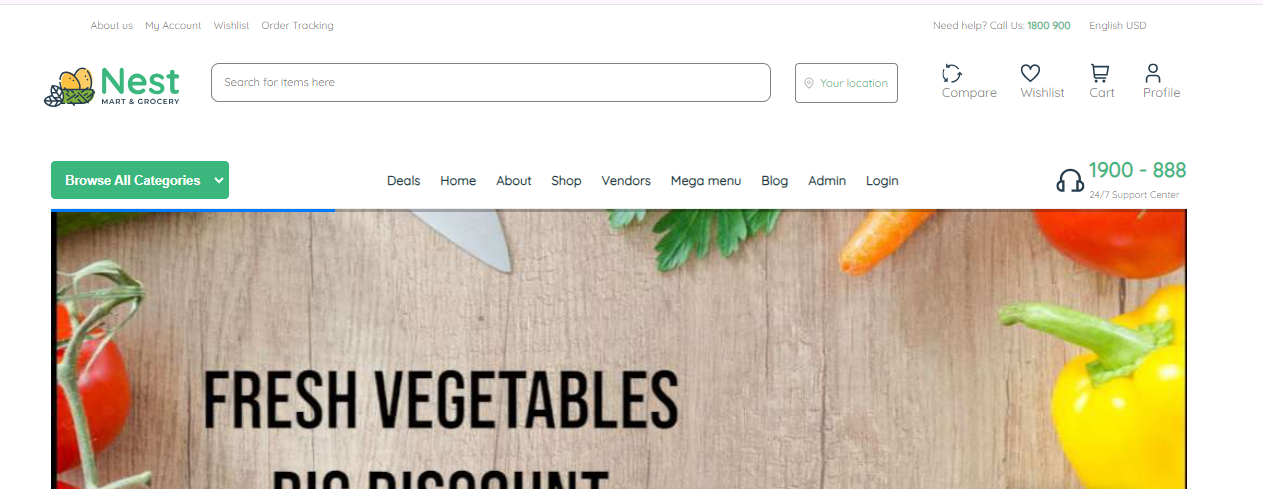 About us My Account Wishlist Order Tracking Need help? Call Us: 1800 900 English USD
Nest
MART & GROCERY
Search for items here
Your location
Compare Wishlist Cart Profile
Browse All Categories
Deals Home About Shop Vendors Mega menu Blog Admin Login
1900 - 888
24/7 Support Center
FRESH VEGETABLES
BIG DISCOUNT